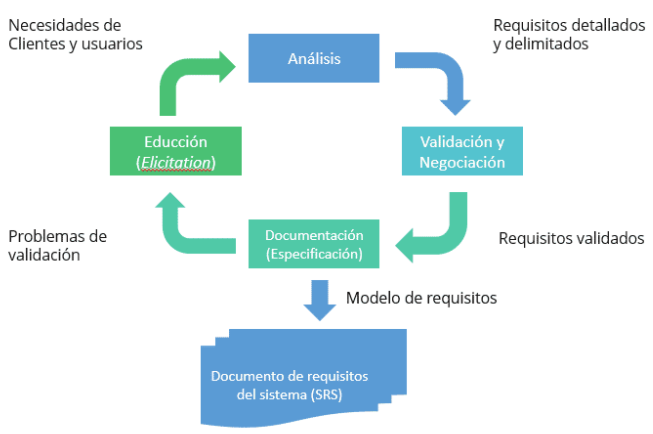 Necesidades de
Clientes y usuarios
Análisis
Requisitos detallados
y delimitados
Educción
(Elicitation)
Validación y
Negociación
Problemas de
validación
Documentación
(Especificación)
Requisitos validados
Modelo de requisitos
Documento de requisitos
del sistema (SRS)